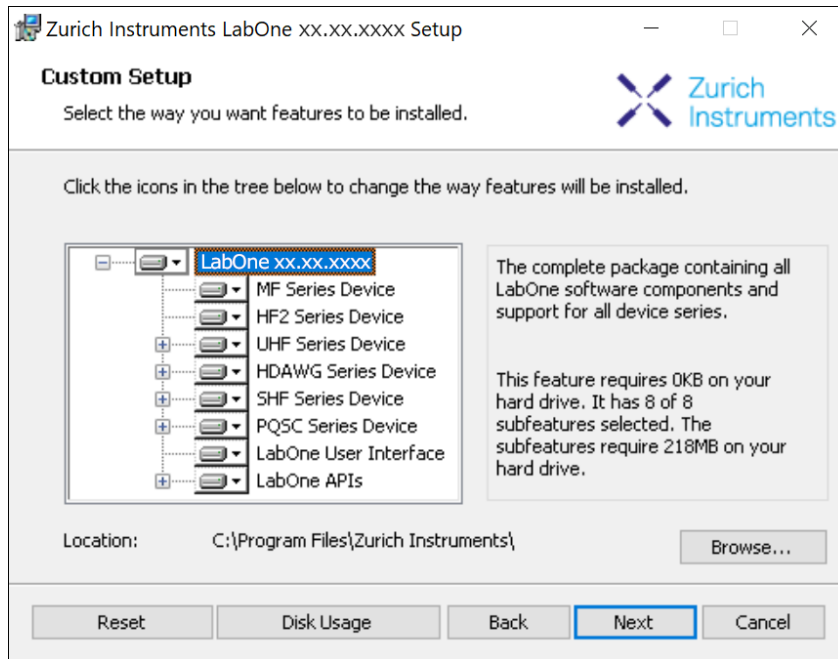 Zurich Instruments LabOne xx.xx.xxxx Setup
Custom Setup
Select the way you want features to be installed.
Zurich
Instruments
Click the icons in the tree below to change the way features will be installed.
LabOne xx.xx.xxxx
MF Series Device
HF2 Series Device
UHF Series Device
HDAWG Series Device
SHF Series Device
PQSC Series Device
LabOne User Interface
LabOne APIs
The complete package containing all
LabOne software components and
support for all device series.
This feature requires 0KB on your
hard drive. It has 8 of 8
subfeatures selected. The
subfeatures require 218MB on your
hard drive.
Location:
C:\Program Files\Zurich Instruments\
Browse...
Reset
Disk Usage
Back
Next
Cancel